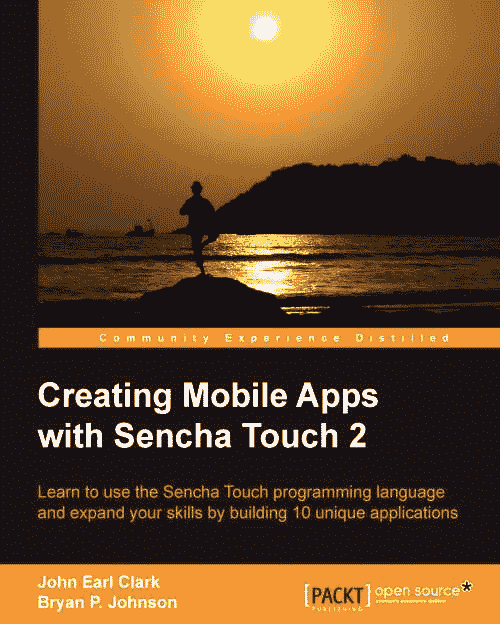 Community Experience Distilled
Creating Mobile Apps
with Sencha Touch 2
Learn to use the Sencha Touch programming language
and expand your skills by building 10 unique applications
John Earl Clark
Bryan P. Johnson
[PACKT] open source*
PUBLISHING